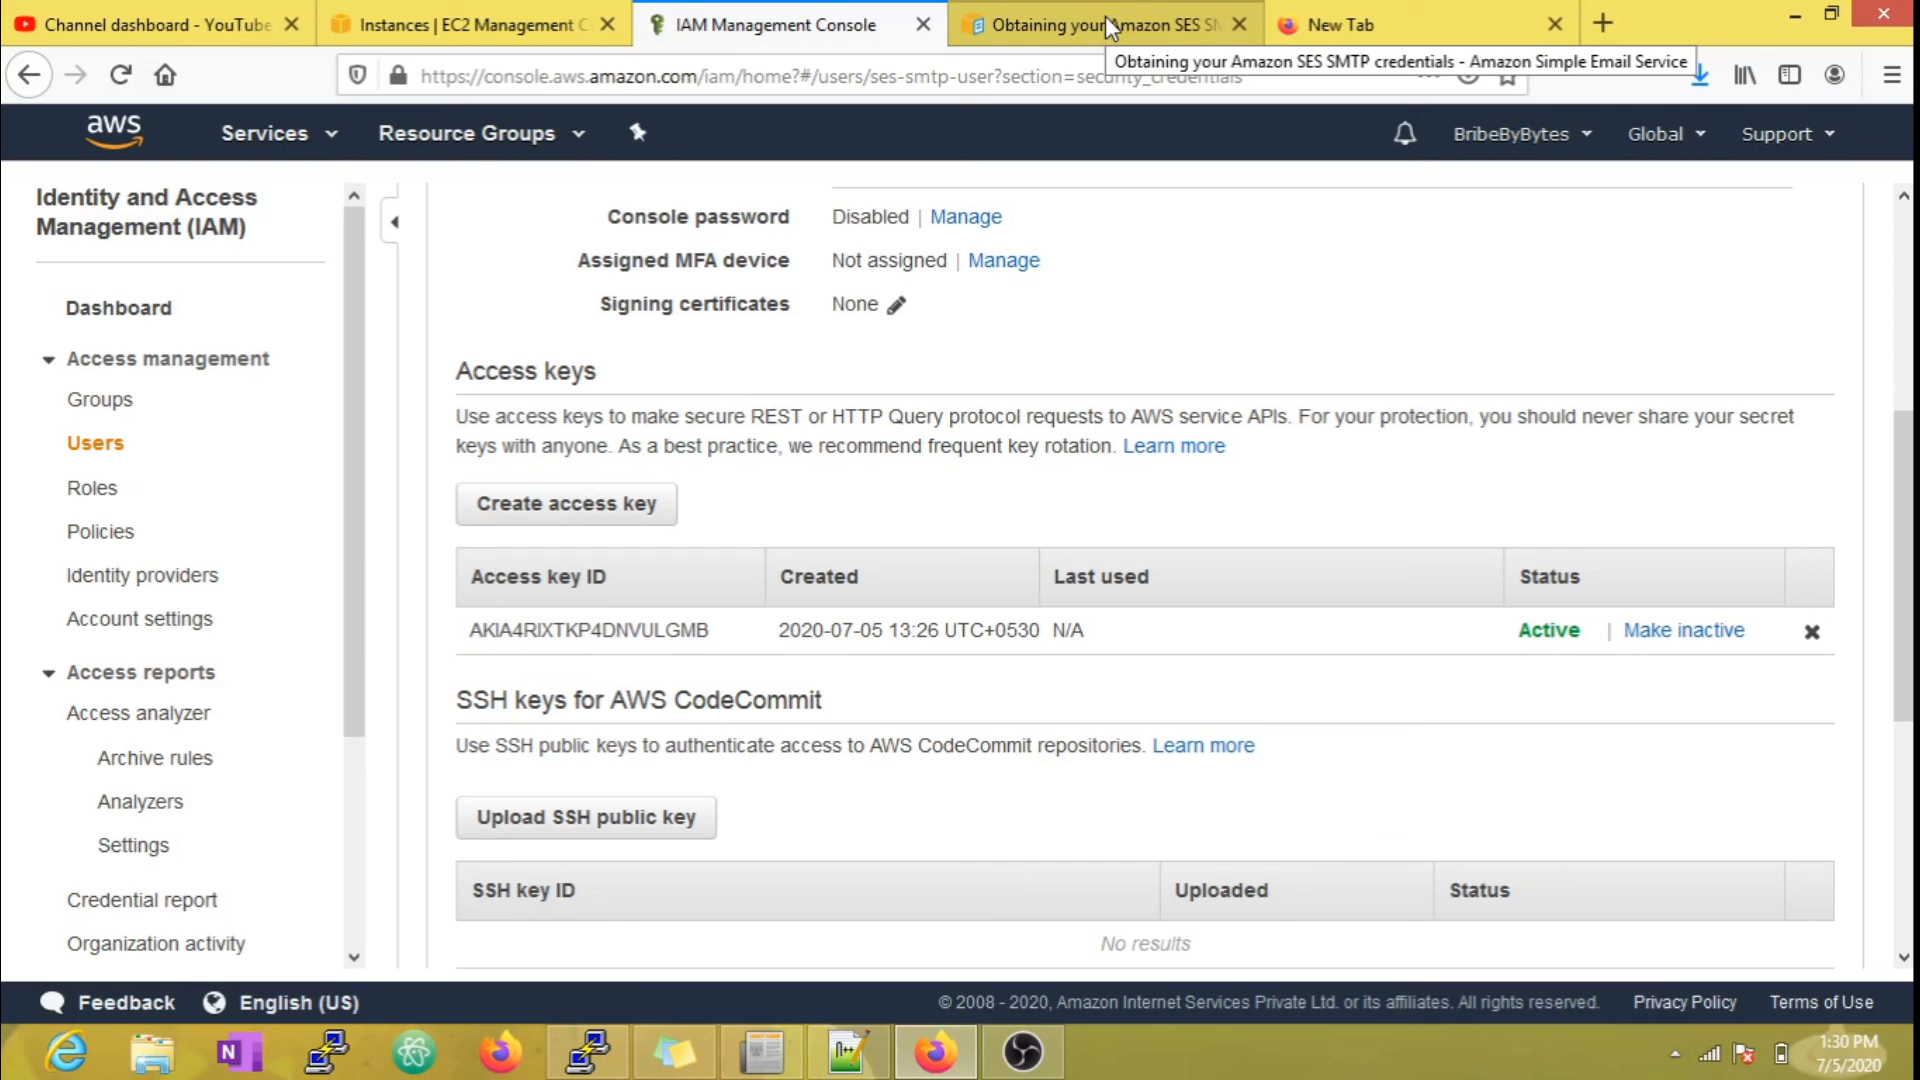 Channel dashboard - YouTube
Instances | EC2 Management C
IAM Management Console
Obtaining your Amazon SES SM
New Tab
Obtaining your Amazon SES SMTP credentials - Amazon Simple Email Service
https://console.aws.amazon.com/iam/home?#/users/ses-smtp-user?section=security_credentials
aws
Services
Resource Groups
BribeByBytes
Global
Support
Identity and Access
Management (IAM)
Dashboard
Access management
Groups
Users
Roles
Policies
Identity providers
Account settings
Access reports
Access analyzer
Archive rules
Analyzers
Settings
Credential report
Organization activity
Console password Disabled | Manage
Assigned MFA device Not assigned | Manage
Signing certificates None
Access keys
Use access keys to make secure REST or HTTP Query protocol requests to AWS service APIs. For your protection, you should never share your secret
keys with anyone. As a best practice, we recommend frequent key rotation. Learn more
Create access key
Access key ID Created Last used Status
AKIA4RIXTKP4DNVULGMB 2020-07-05 13:26 UTC+0530 N/A Active | Make inactive
SSH keys for AWS CodeCommit
Use SSH public keys to authenticate access to AWS CodeCommit repositories. Learn more
Upload SSH public key
SSH key ID Uploaded Status
No results
Feedback
English (US)
© 2008 - 2020, Amazon Internet Services Private Ltd. or its affiliates. All rights reserved.
Privacy Policy
Terms of Use
1:30 PM
7/5/2020